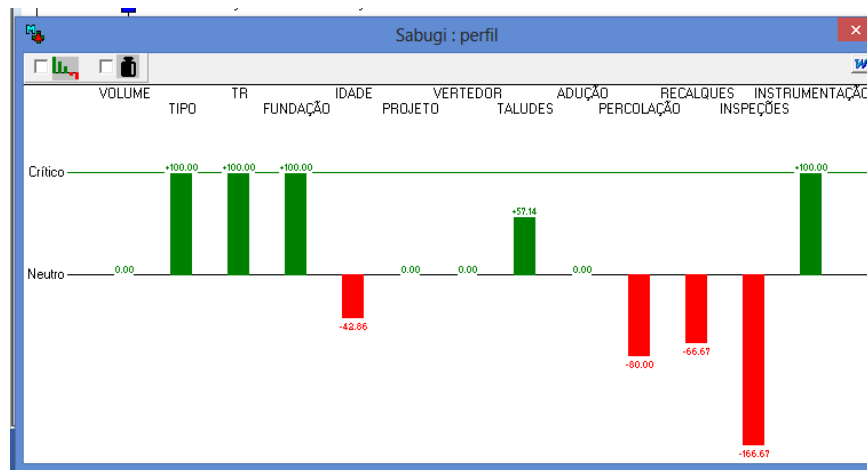 Sabugi : perfil
VOLUME TR IDADE VERTEDOR ADUÇÃO RECALQUES INSTRUMENTAÇÃO
TIPO FUNDAÇÃO PROJETO TALUDES PERCOLAÇÃO INSPEÇÕES
Crítico +100.00 +100.00 +100.00 +100.00
+57.14
Neutro 0.00 0.00 0.00 0.00
-42.86
-66.67
-80.00
-166.67